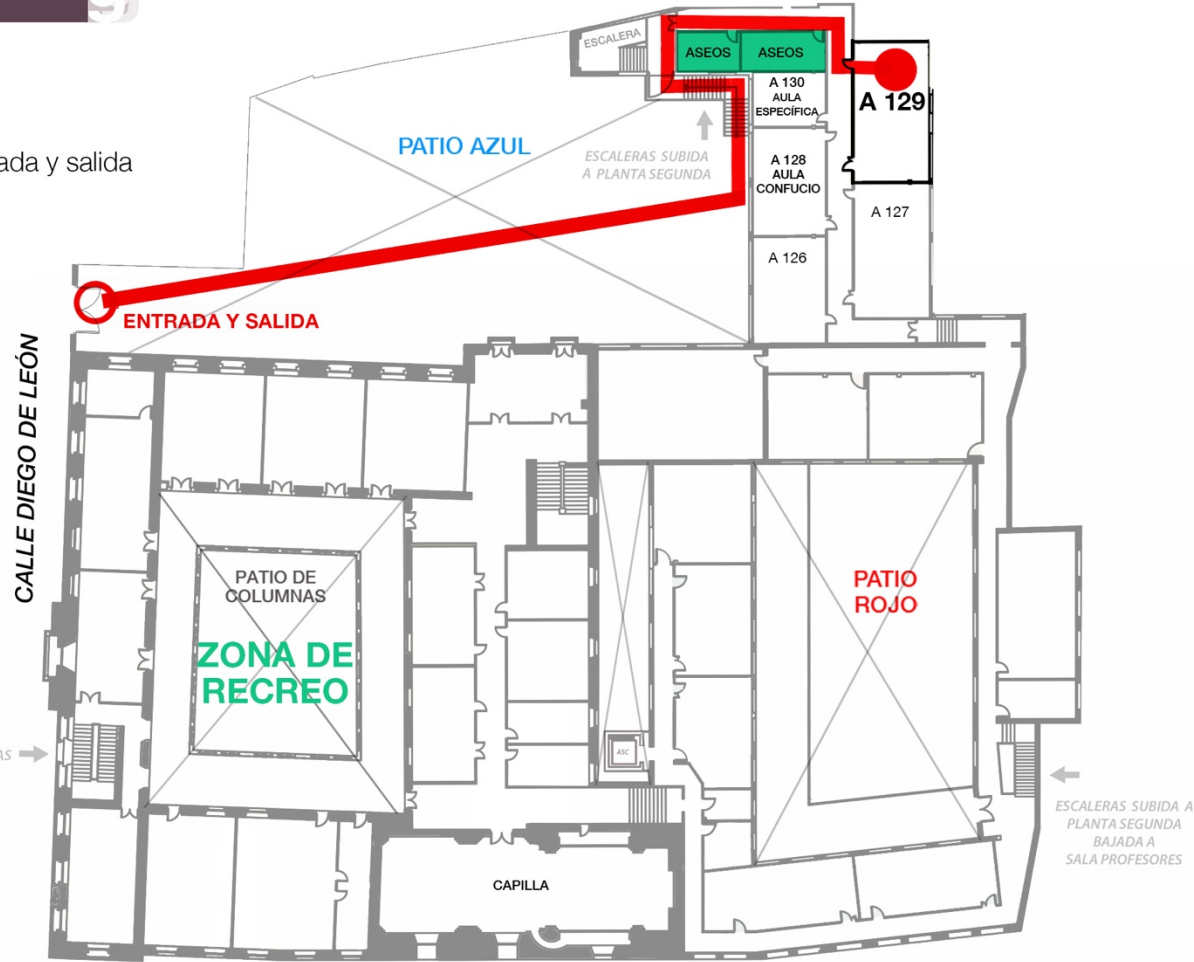 ada y salida
ESCALERA
ASEOS
ASEOS
A 130
AULA
ESPECÍFICA
A 129
PATIO AZUL
ESCALERAS SUBIDA
A PLANTA SEGUNDA
A 128
AULA
CONFUCIO
A 127
A 126
ENTRADA Y SALIDA
CALLE DIEGO DE LEÓN
PATIO DE
COLUMNAS
ZONA DE
RECREO
PATIO
ROJO
AS
ASC
ESCALERAS SUBIDA A
PLANTA SEGUNDA
BAJADA A
SALA PROFESORES
CAPILLA